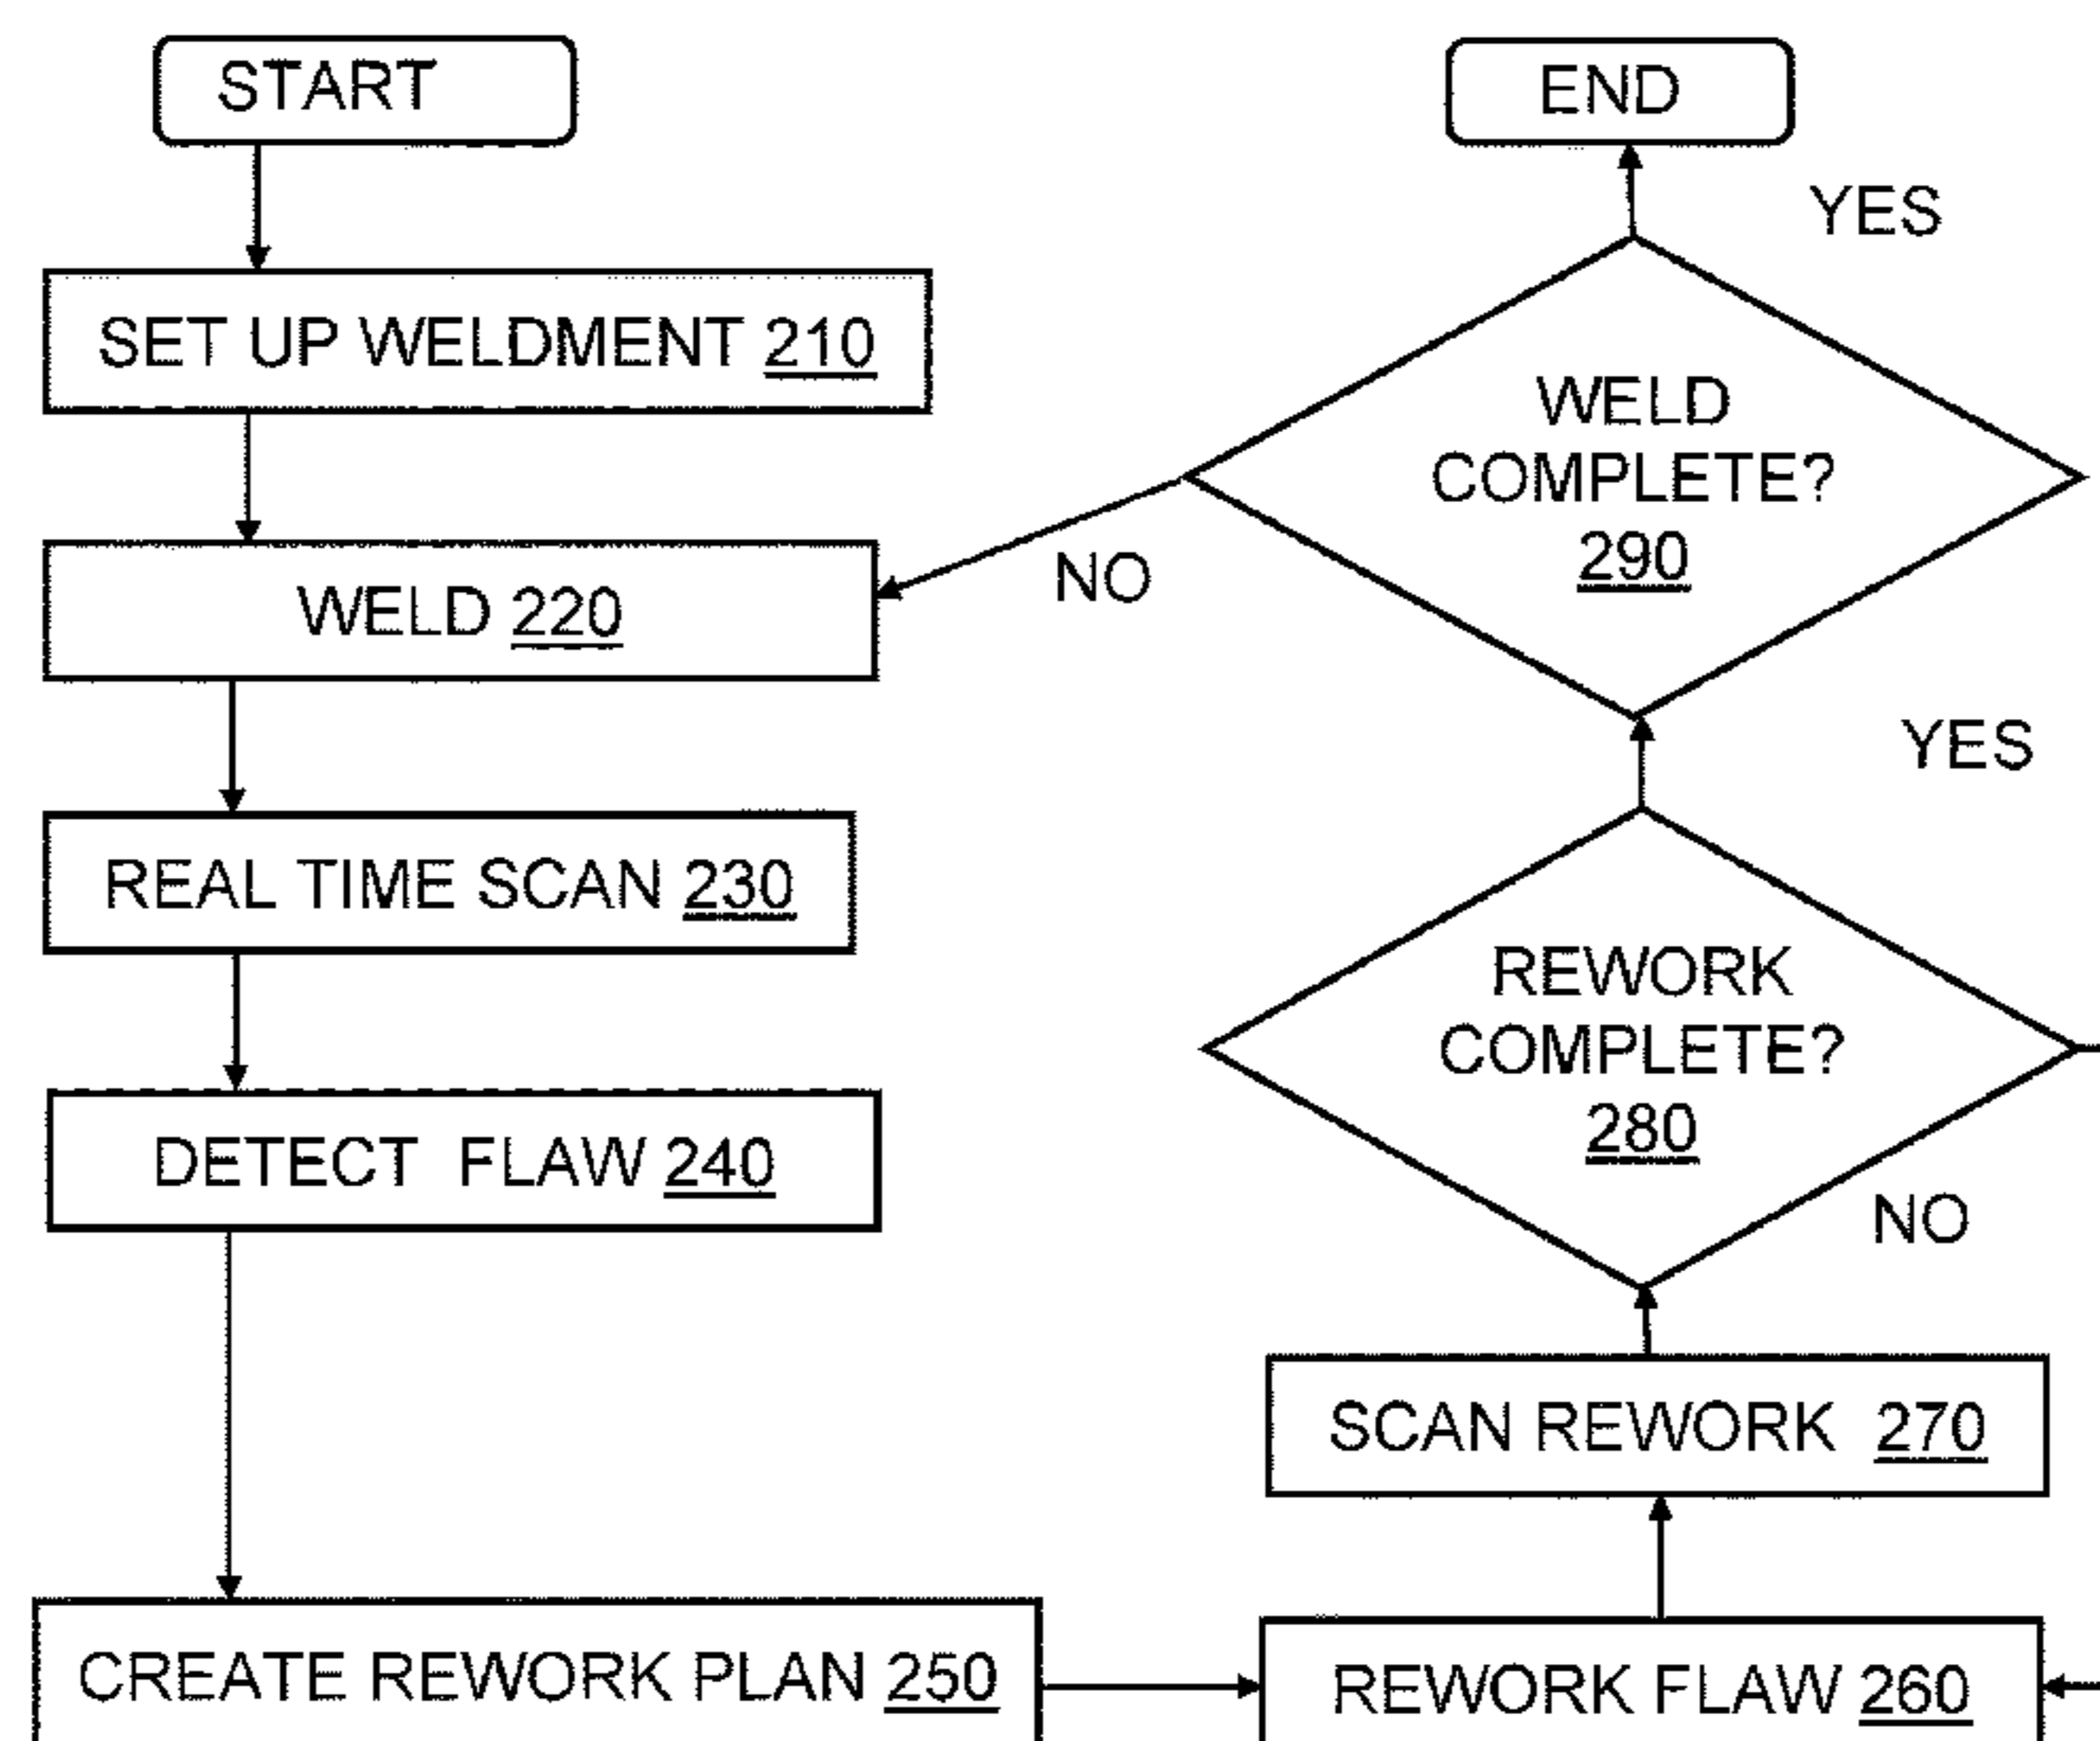 START
SET UP WELDMENT 210
WELD 220
REAL TIME SCAN 230
DETECT FLAW 240
CREATE REWORK PLAN 250
REWORK FLAW 260
SCAN REWORK 270
NO
REWORK
COMPLETE?
280
YES
WELD
COMPLETE?
290
NO
YES
END